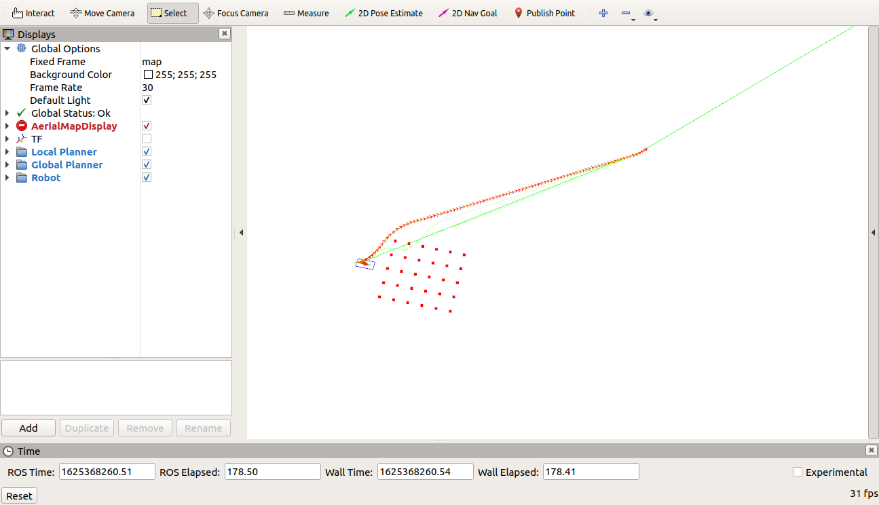 Interact Move Camera Select Focus Camera Measure 2D Pose Estimate 2D Nav Goal Publish Point
Displays
Global Options
Fixed Frame map
Background Color 255; 255; 255
Frame Rate 30
Default Light
Global Status: Ok
AerialMapDisplay
TF
Local Planner
Global Planner
Robot
Add Duplicate Remove Rename
Time
ROS Time: 1625368260.51 ROS Elapsed: 178.50 Wall Time: 1625368260.54 Wall Elapsed: 178.41 Experimental
Reset 31 fps